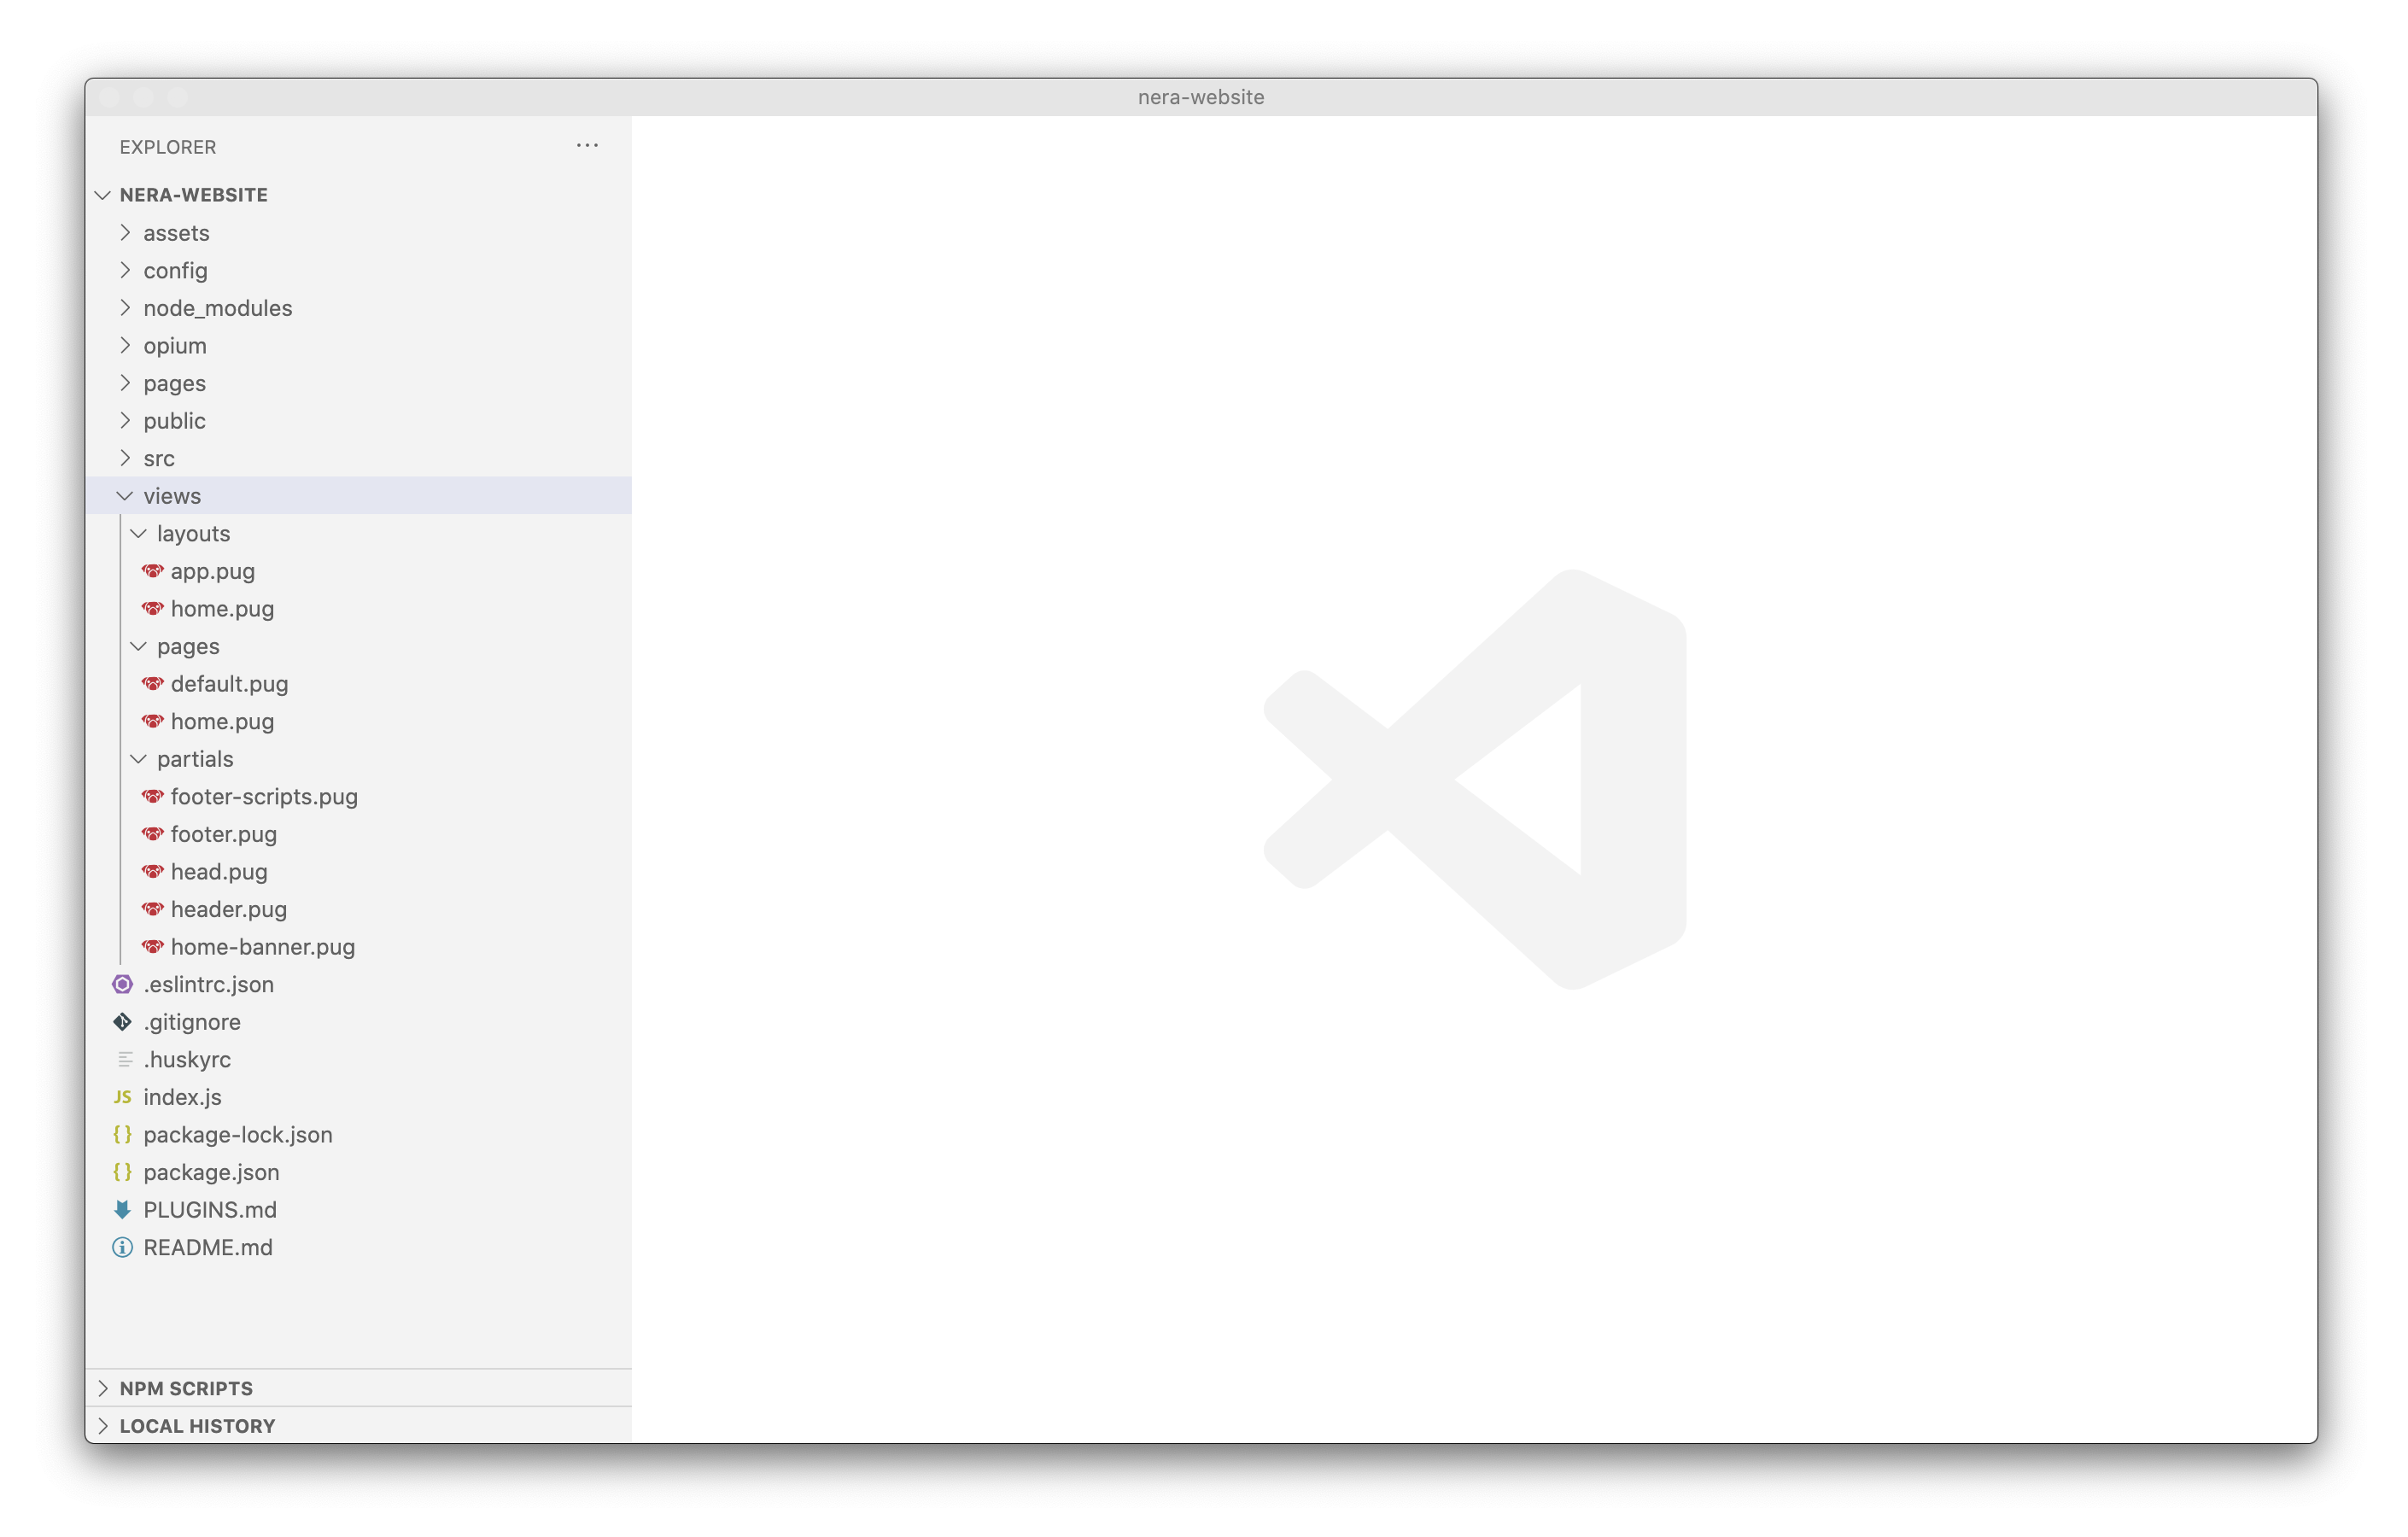 nera-website
EXPLORER
NERA-WEBSITE
assets
config
node_modules
opium
pages
public
src
views
layouts
app.pug
home.pug
pages
default.pug
home.pug
partials
footer-scripts.pug
footer.pug
head.pug
header.pug
home-banner.pug
.eslintrc.json
.gitignore
.huskyrc
JS index.js
{} package-lock.json
{} package.json
PLUGINS.md
README.md
NPM SCRIPTS
LOCAL HISTORY